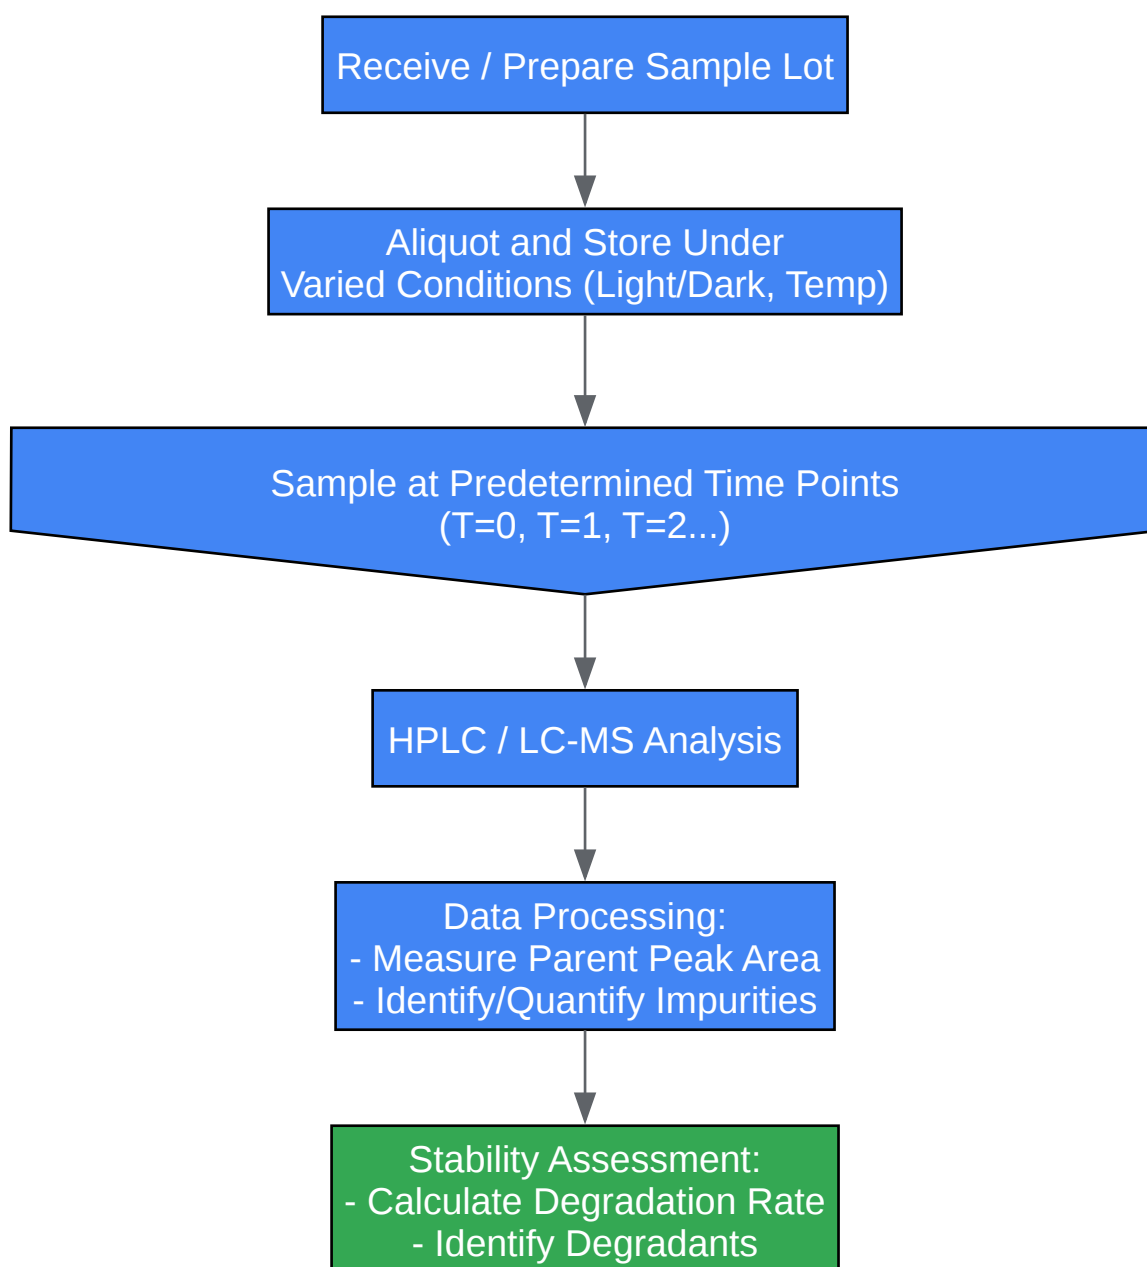 Receive / Prepare Sample Lot
Aliquot and Store Under
Varied Conditions (Light/Dark, Temp)
Sample at Predetermined Time Points
(T=0, T=1, T=2...)
HPLC / LC-MS Analysis
Data Processing:
- Measure Parent Peak Area
- Identify/Quantify Impurities
Stability Assessment:
- Calculate Degradation Rate
- Identify Degradants